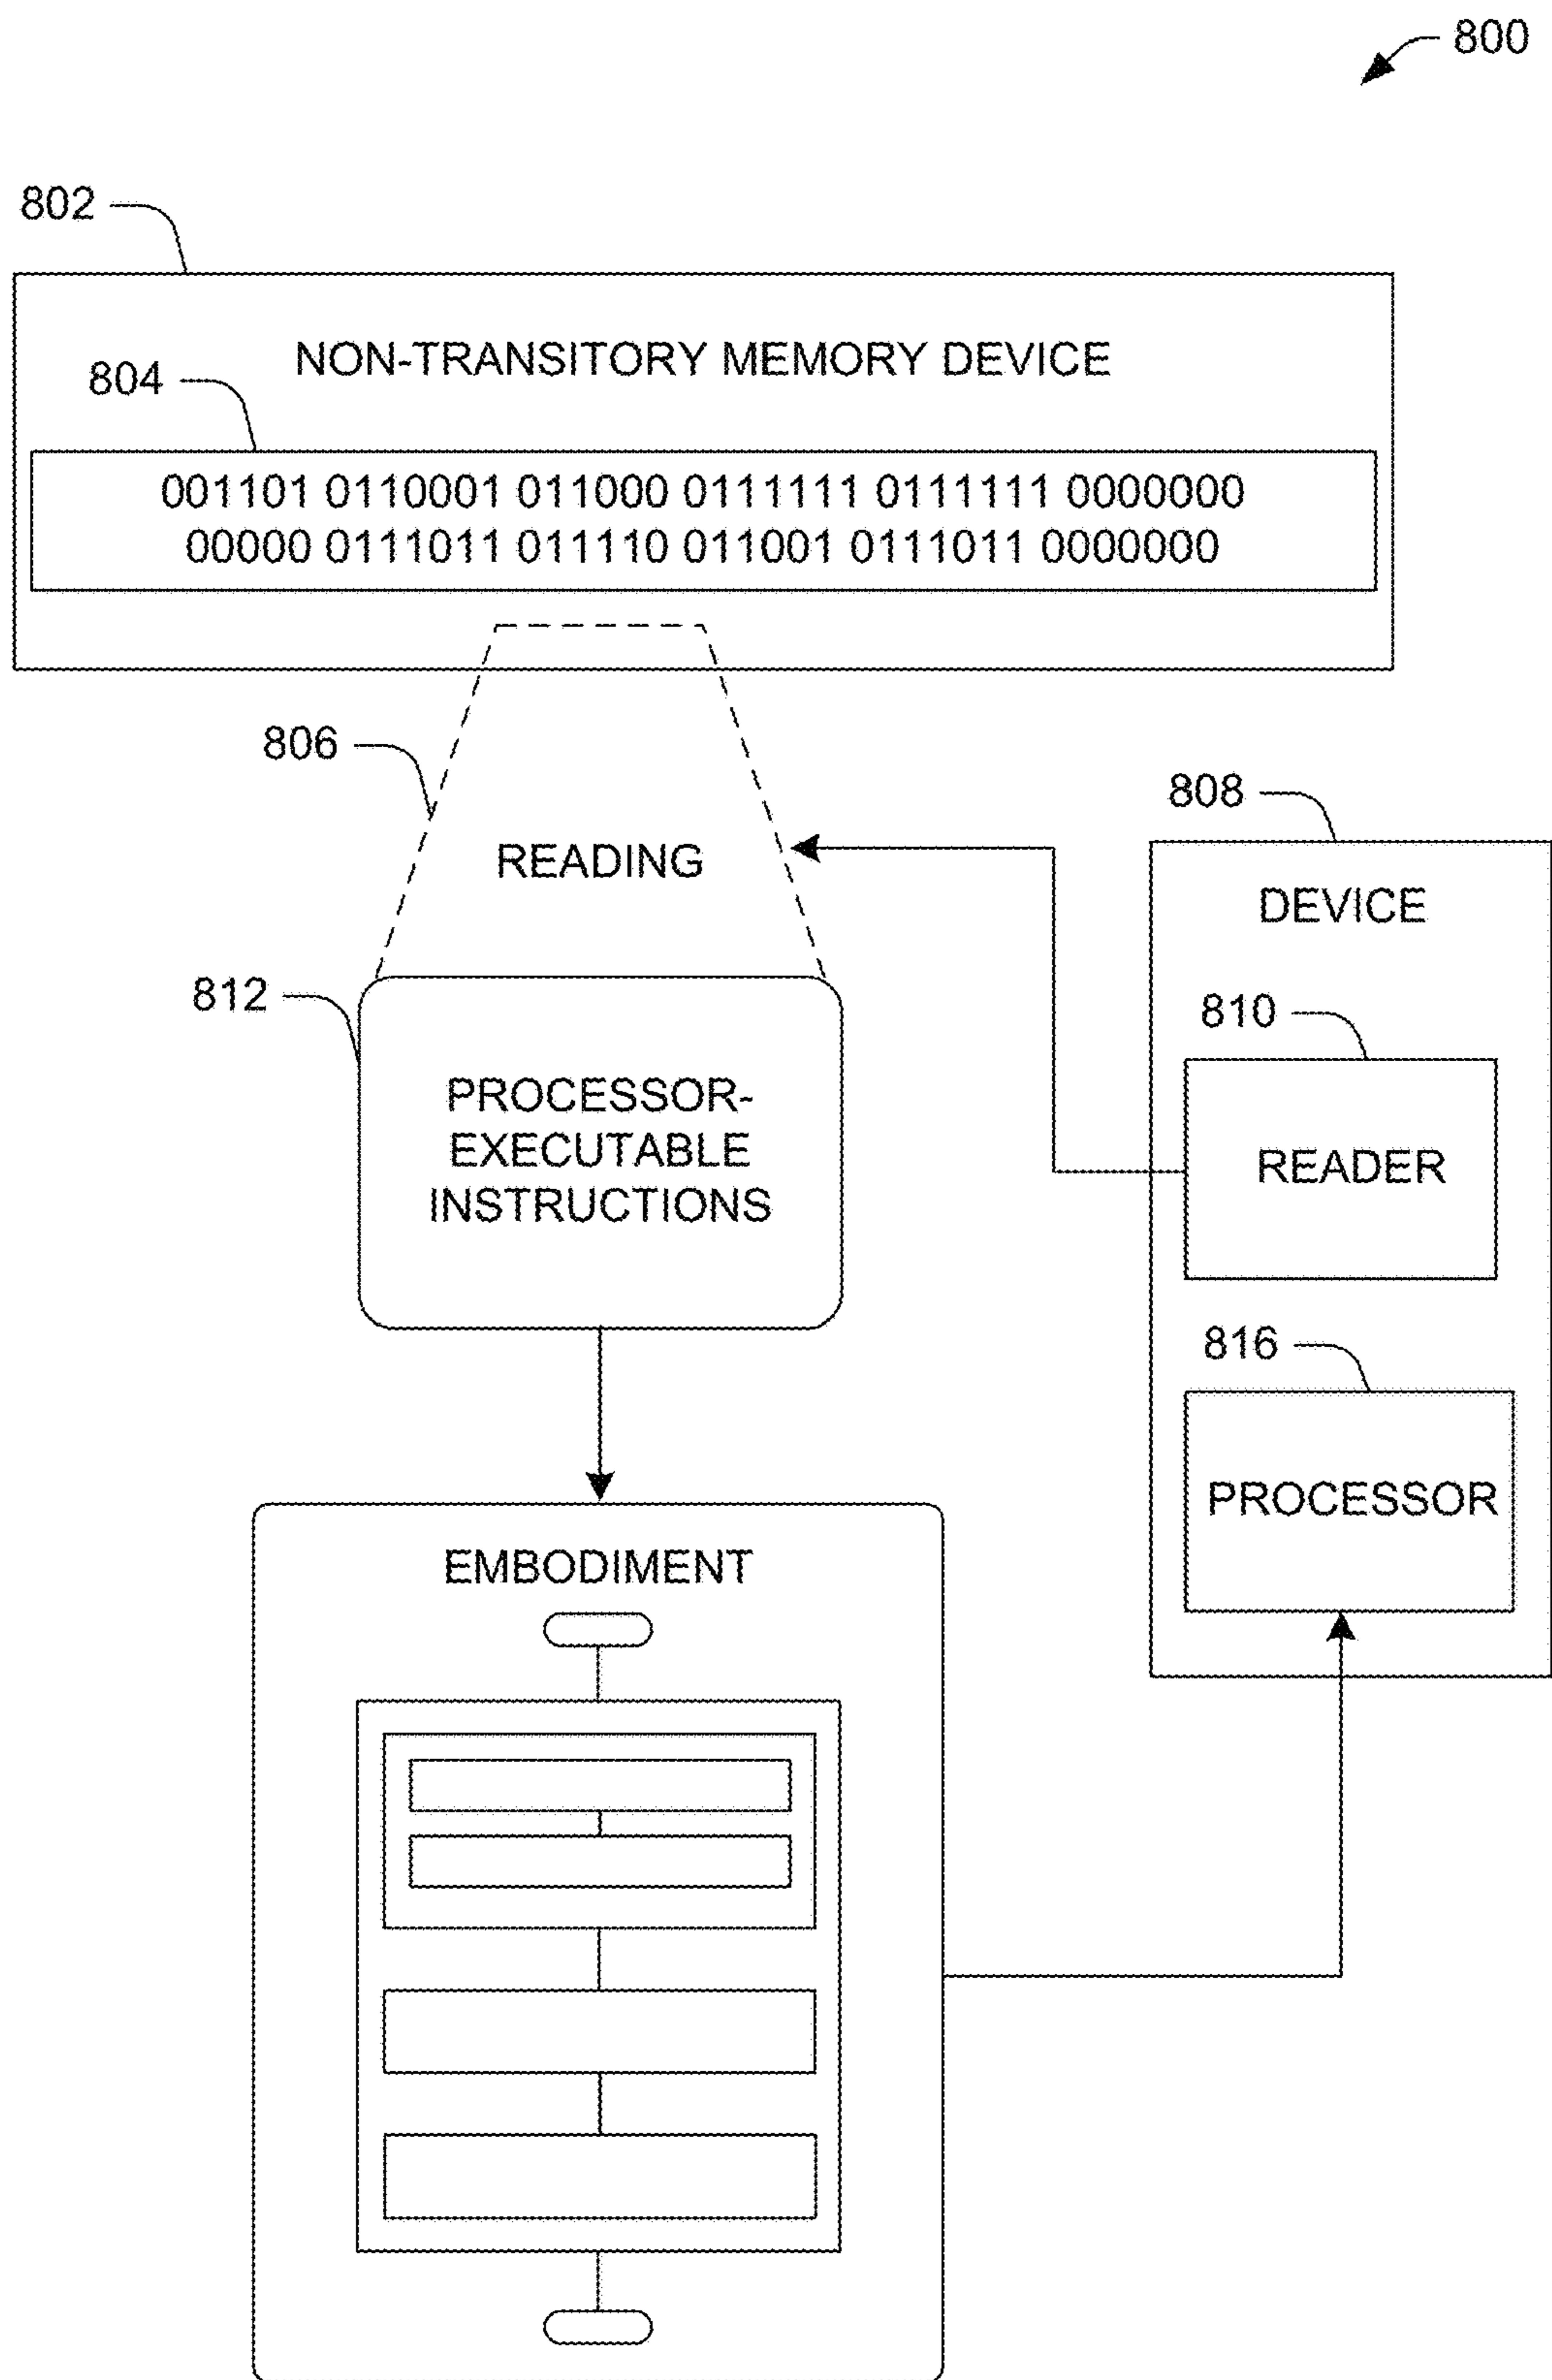 800
802
NON-TRANSITORY MEMORY DEVICE
804
001101 0110001 011000 0111111 0111111 0000000
00000 0111011 011110 011001 0111011 0000000
806
READING
808
DEVICE
812
810
PROCESSOR-
EXECUTABLE
INSTRUCTIONS
READER
816
PROCESSOR
EMBODIMENT